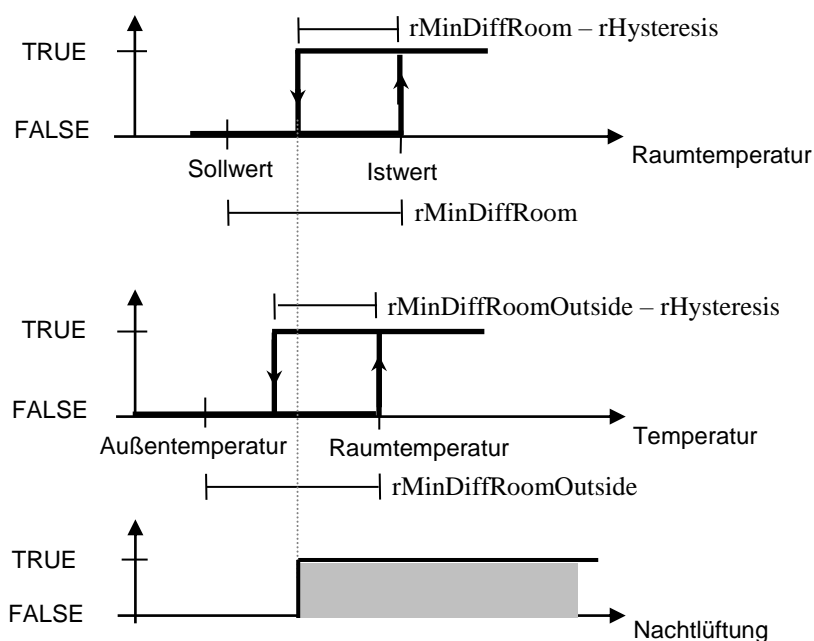 rMinDiffRoom – rHysteresis
TRUE
FALSE
Sollwert
Istwert
Raumtemperatur
rMinDiffRoom
rMinDiffRoomOutside – rHysteresis
TRUE
FALSE
Außentemperatur
Raumtemperatur
Temperatur
rMinDiffRoomOutside
TRUE
FALSE
Nachtlüftung